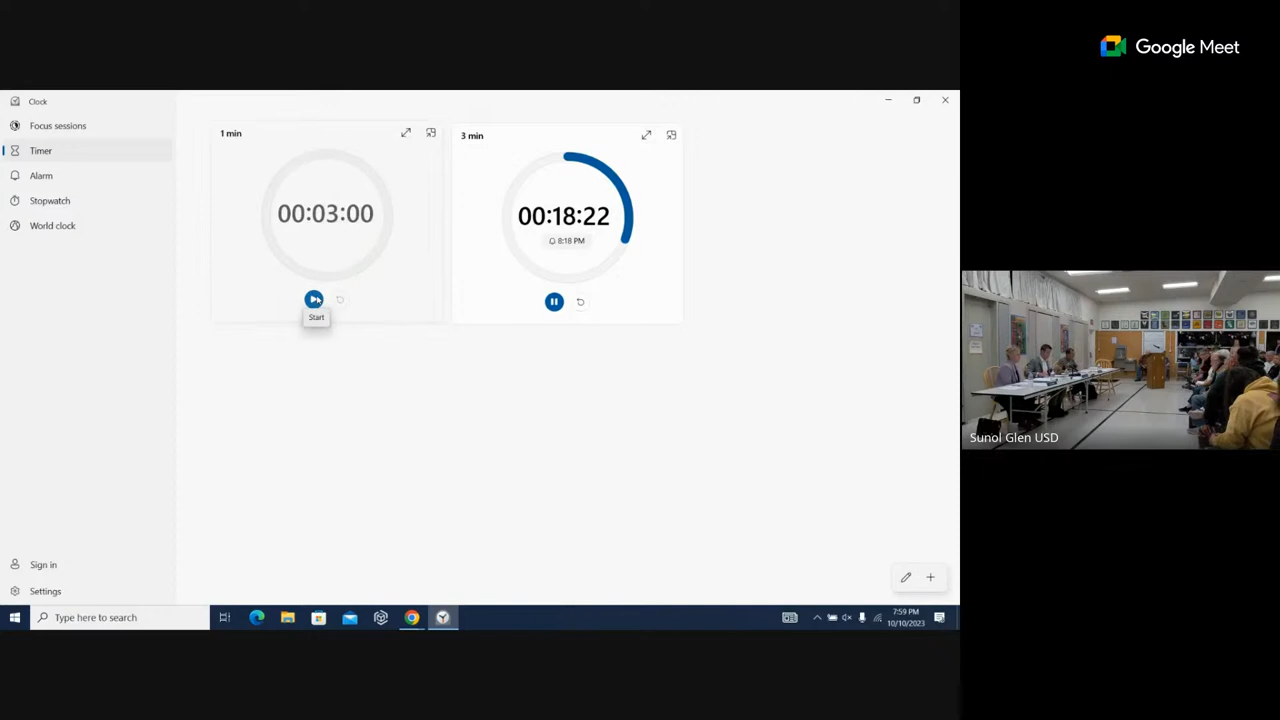 Google Meet
Clock
Focus sessions
Timer
Alarm
Stopwatch
World clock
1 min
00:03:00
Start
3 min
00:18:22
8:18 PM
Sunol Glen USD
Sign in
Settings
Type here to search
7:59 PM
10/10/2023